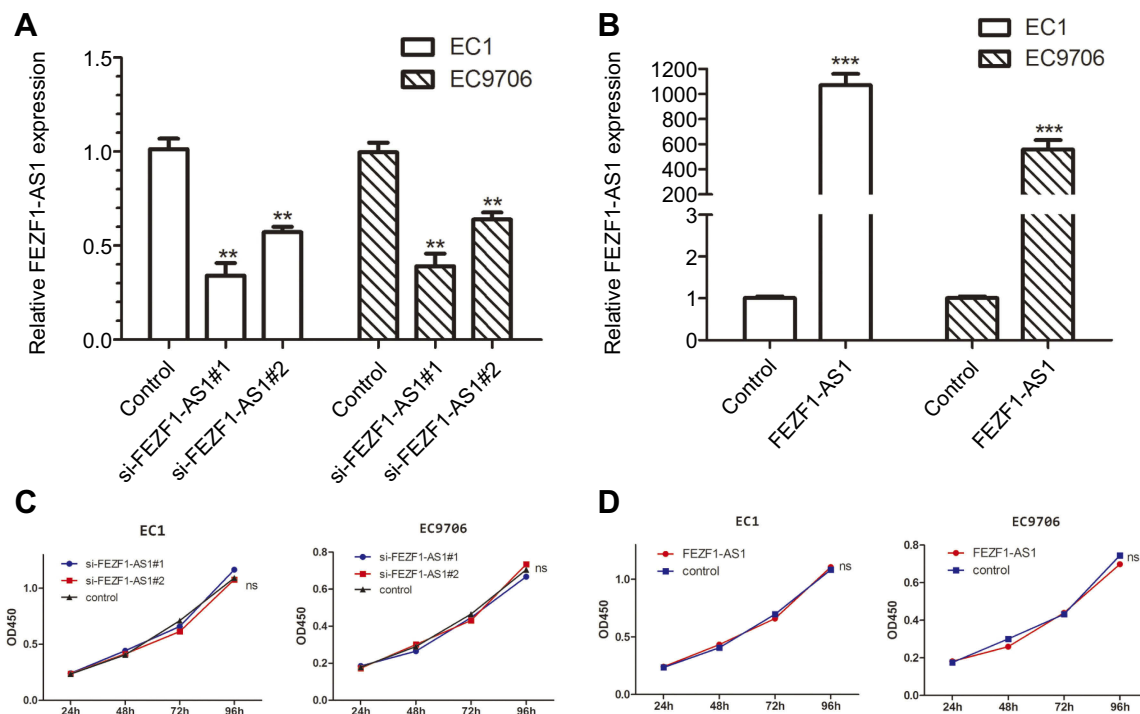 A
Relative FEZF1-AS1 expression
EC1
EC9706
1.5
1.0
0.5
0.0
**
**
**
**
Control
si-FEZF1-AS1#1
si-FEZF1-AS1#2
Control
si-FEZF1-AS1#1
si-FEZF1-AS1#2
B
Relative FEZF1-AS1 expression
EC1
EC9706
1200
1000
800
600
400
200
3
2
1
0
***
***
Control
FEZF1-AS1
Control
FEZF1-AS1
C
EC1
si-FEZF1-AS1#1
si-FEZF1-AS1#2
control
OD450
1.0
0.5
0.0
ns
24h 48h 72h 96h
EC9706
si-FEZF1-AS1#1
si-FEZF1-AS1#2
control
OD450
0.8
0.6
0.4
0.2
0.0
ns
24h 48h 72h 96h
D
EC1
FEZF1-AS1
control
OD450
1.0
0.5
0.0
ns
24h 48h 72h 96h
EC9706
FEZF1-AS1
control
OD450
0.8
0.6
0.4
0.2
0.0
ns
24h 48h 72h 96h